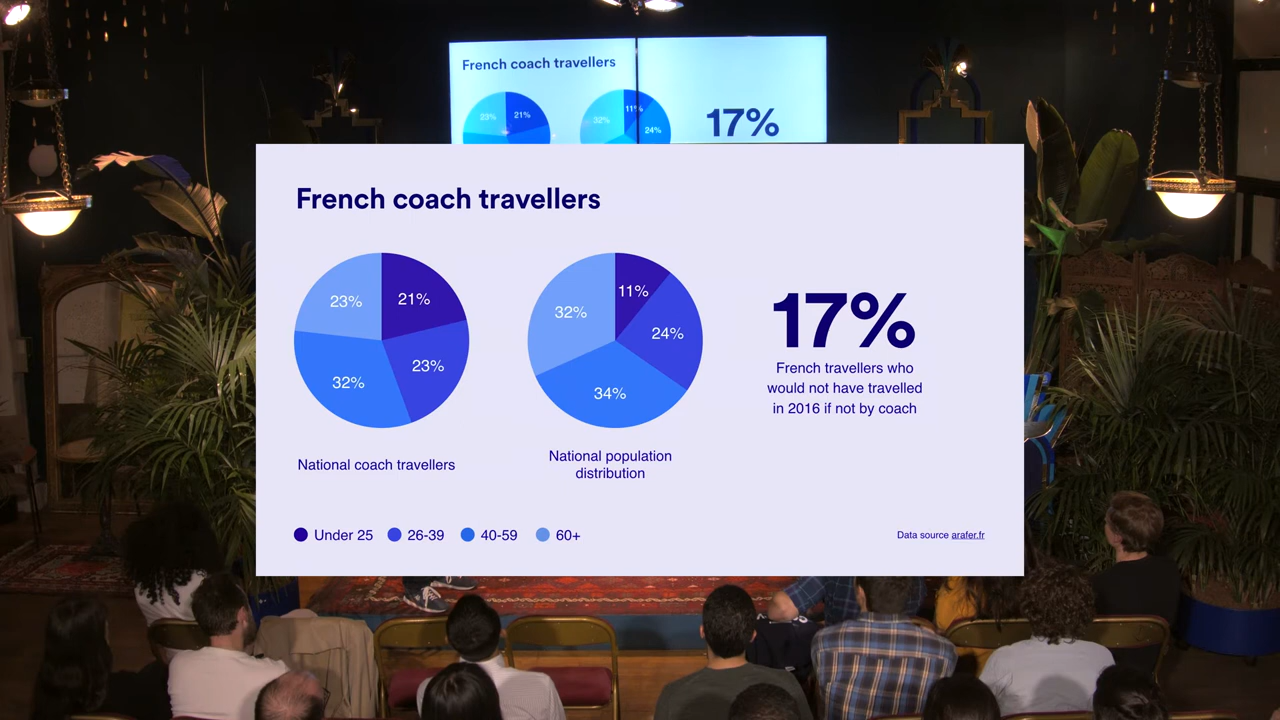 French coach travellers
23%
21%
32%
11%
24%
17%
French coach travellers
23%
21%
32%
23%
32%
11%
24%
34%
17%
French travellers who
would not have travelled
in 2016 if not by coach
National coach travellers
National population
distribution
Under 25
26-39
40-59
60+
Data source arafer.fr